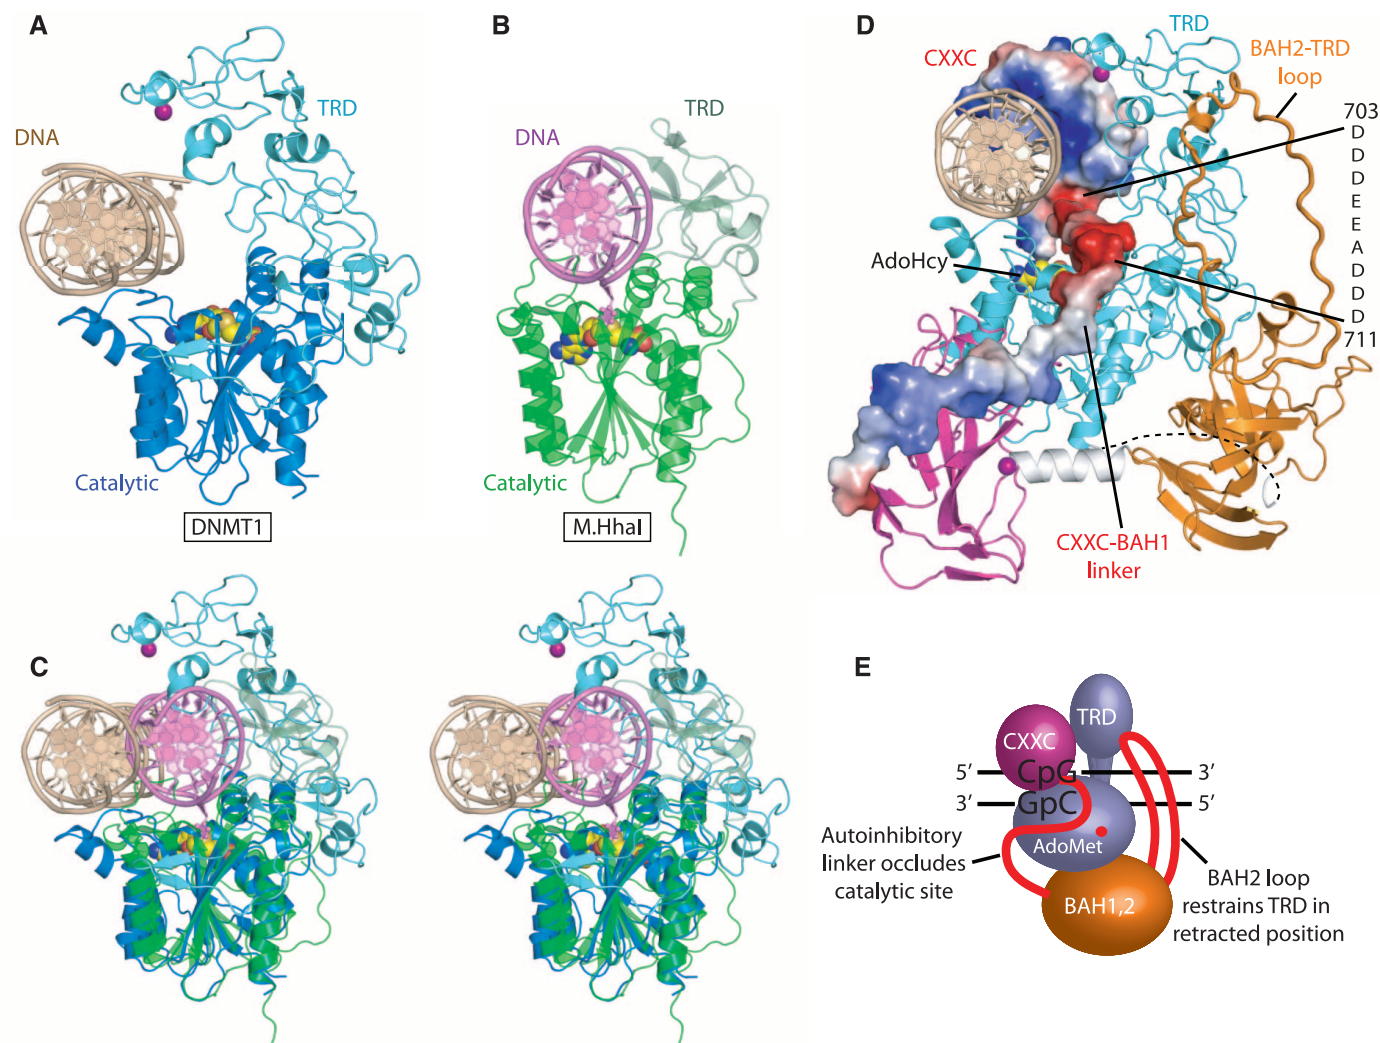 A
TRD
DNA
Catalytic
DNMT1
B
TRD
DNA
Catalytic
M.HhaI
C
D
TRD
CXXC
BAH2-TRD
loop
703
D
D
D
E
E
A
D
D
D
711
AdoHcy
CXXC-BAH1
linker
E
TRD
CXXC
5′ CpG 3′
3′ GpC 5′
AdoMet
BAH1,2
Autoinhibitory
linker occludes
catalytic site
BAH2 loop
restrains TRD in
retracted position